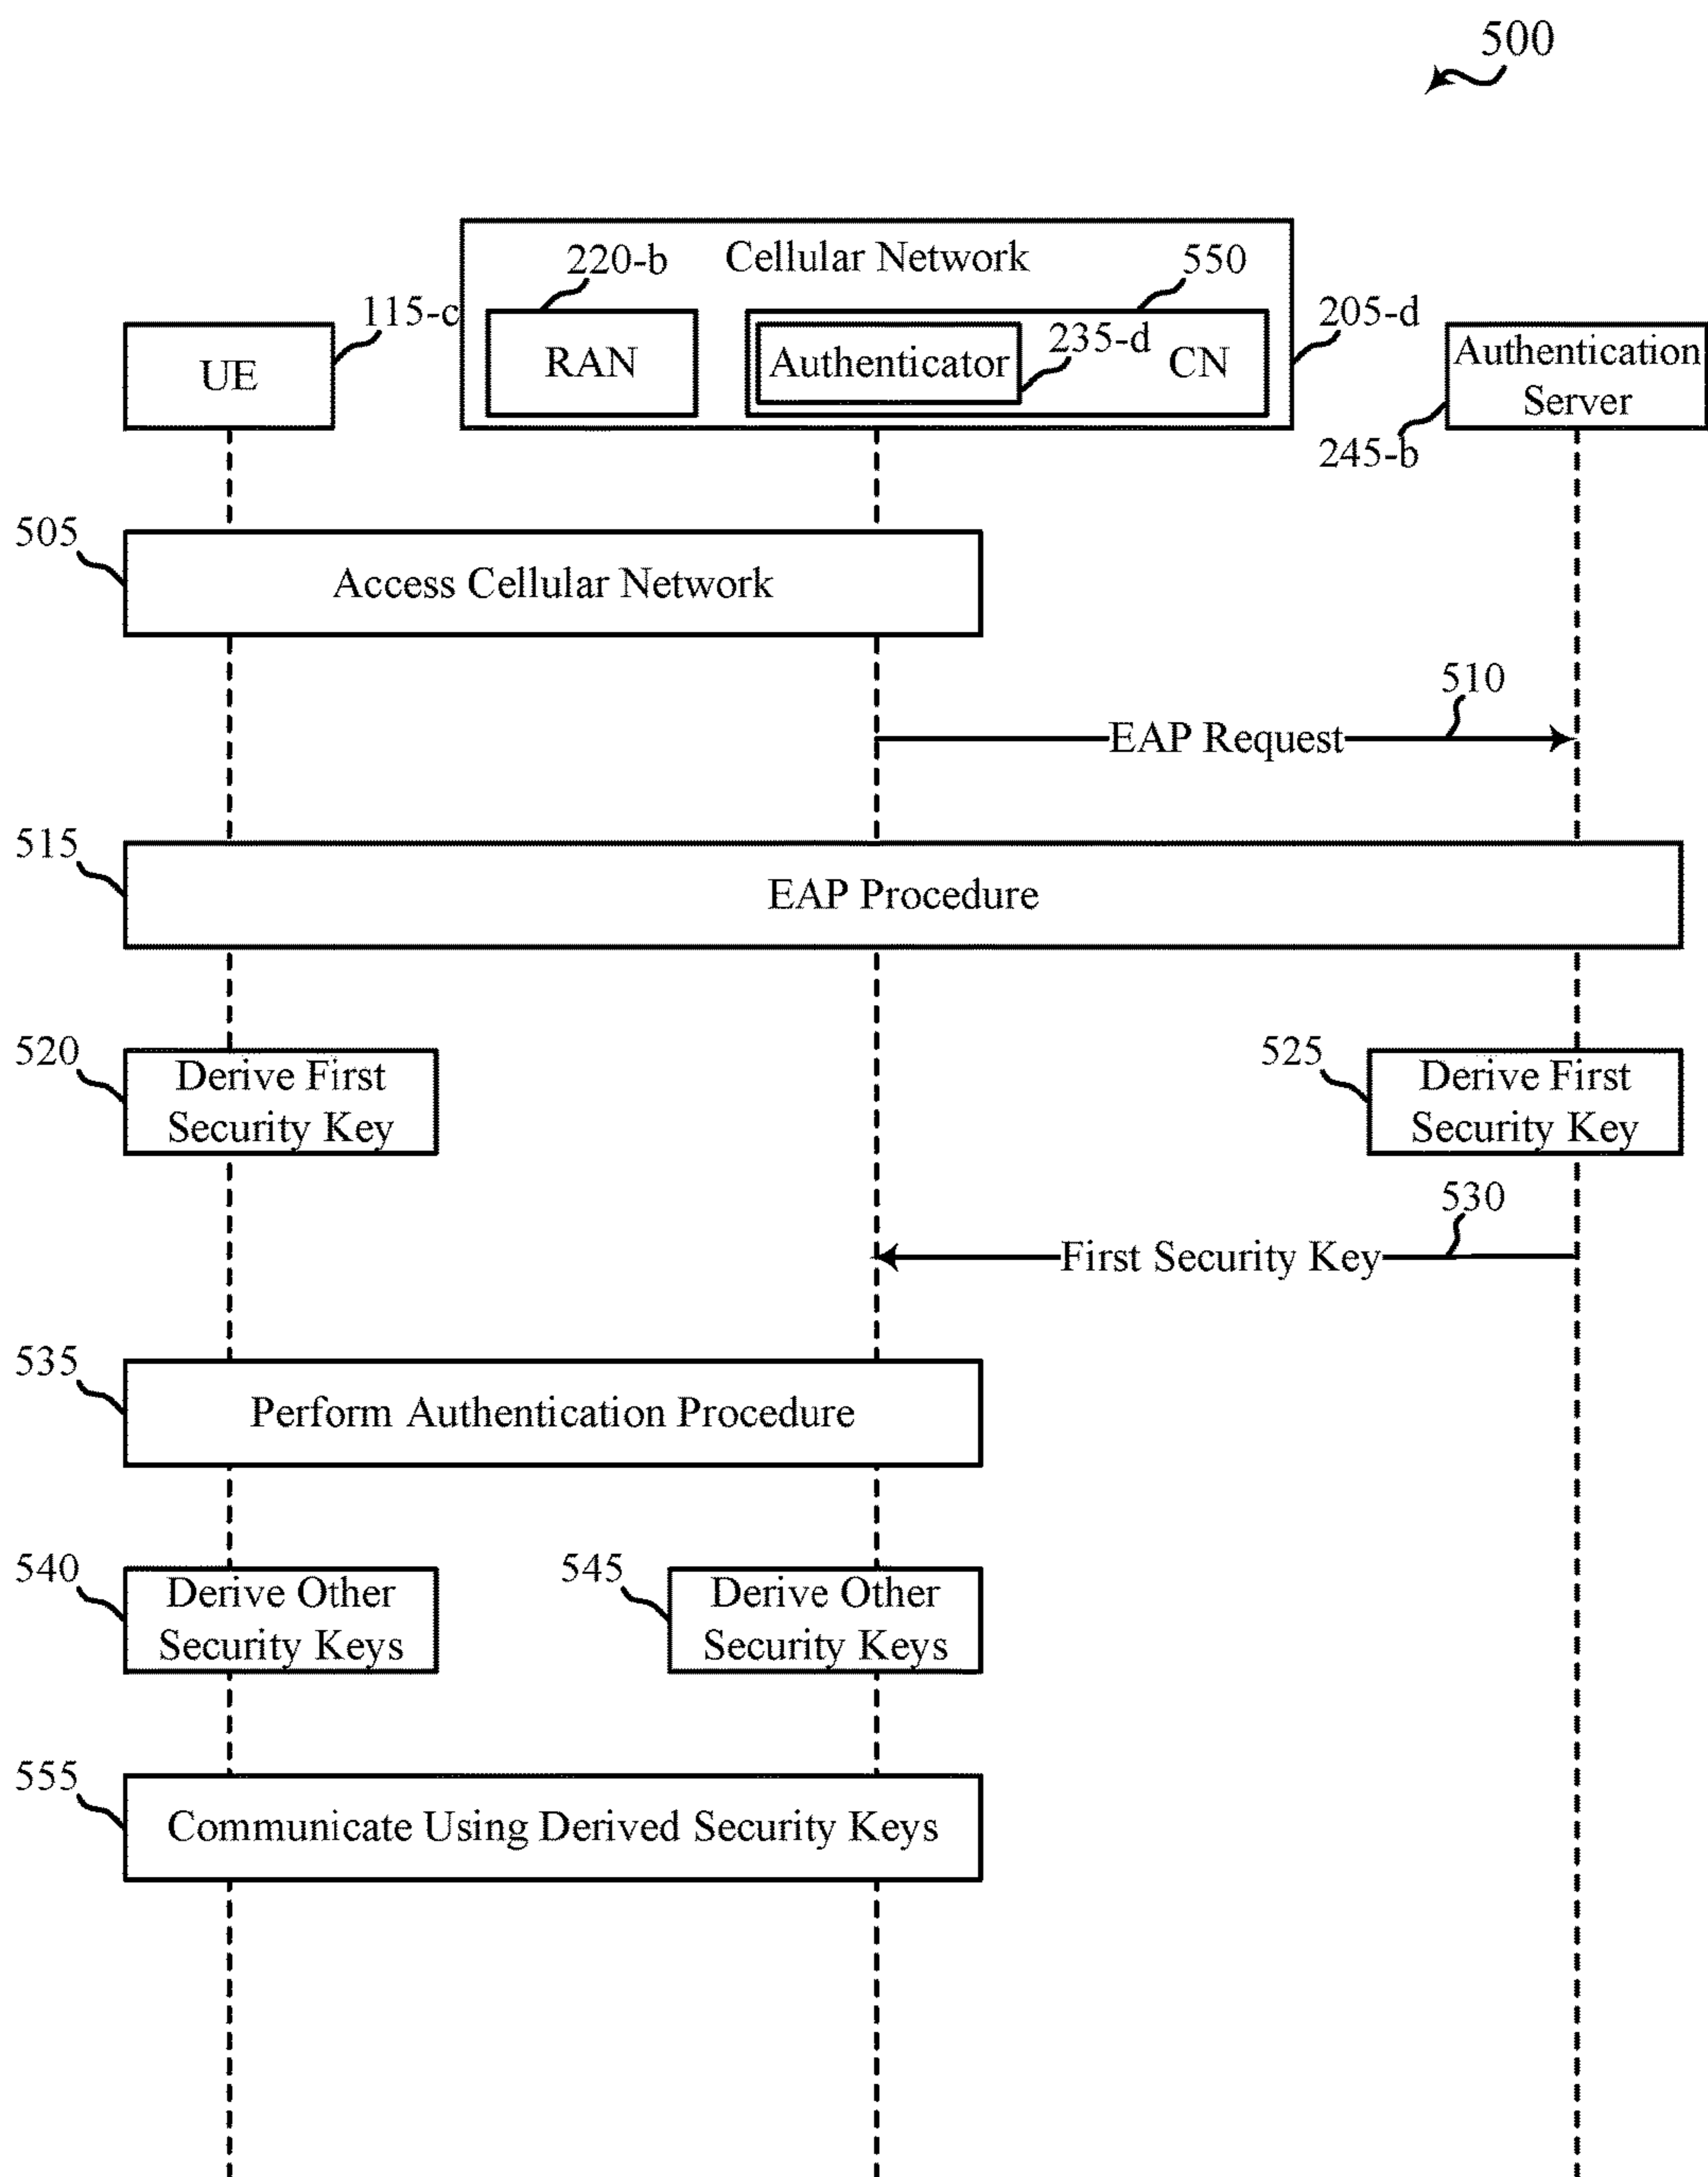 500
Cellular Network
220-b
550
115-c
205-d
UE
RAN
Authenticator
235-d
CN
Authentication
Server
245-b
505
Access Cellular Network
510
EAP Request
515
EAP Procedure
520
Derive First
Security Key
525
Derive First
Security Key
530
First Security Key
535
Perform Authentication Procedure
540
Derive Other
Security Keys
545
Derive Other
Security Keys
555
Communicate Using Derived Security Keys